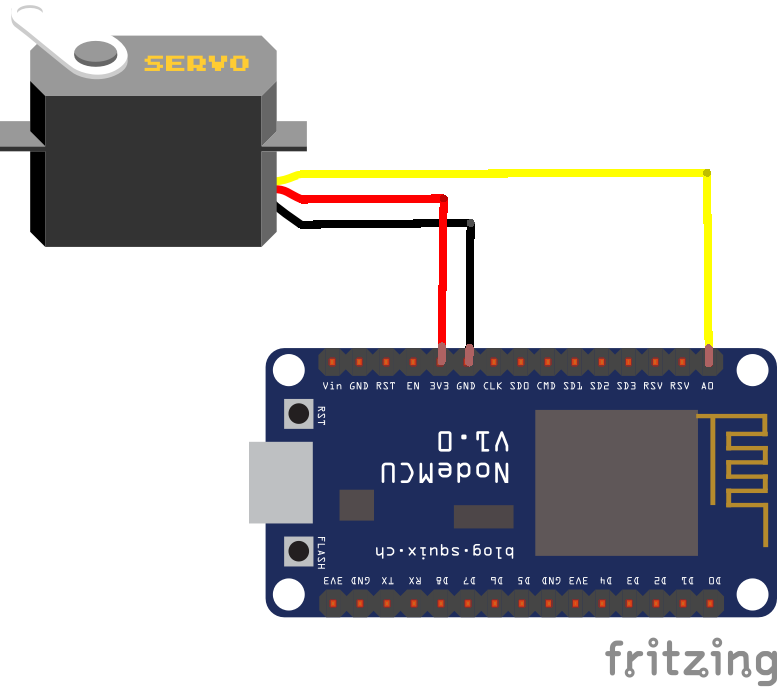 SERVO
Vin GND RST EN 3V3 GND CLK SD0 CMD SD1 SD2 SD3 RSV RSV A0
RST
V1.0
NodeMCU
blog.squix.ch
FLASH
3V3 GND TX RX D8 D7 D6 D5 GND 3V3 D4 D3 D2 D1 D0
fritzing